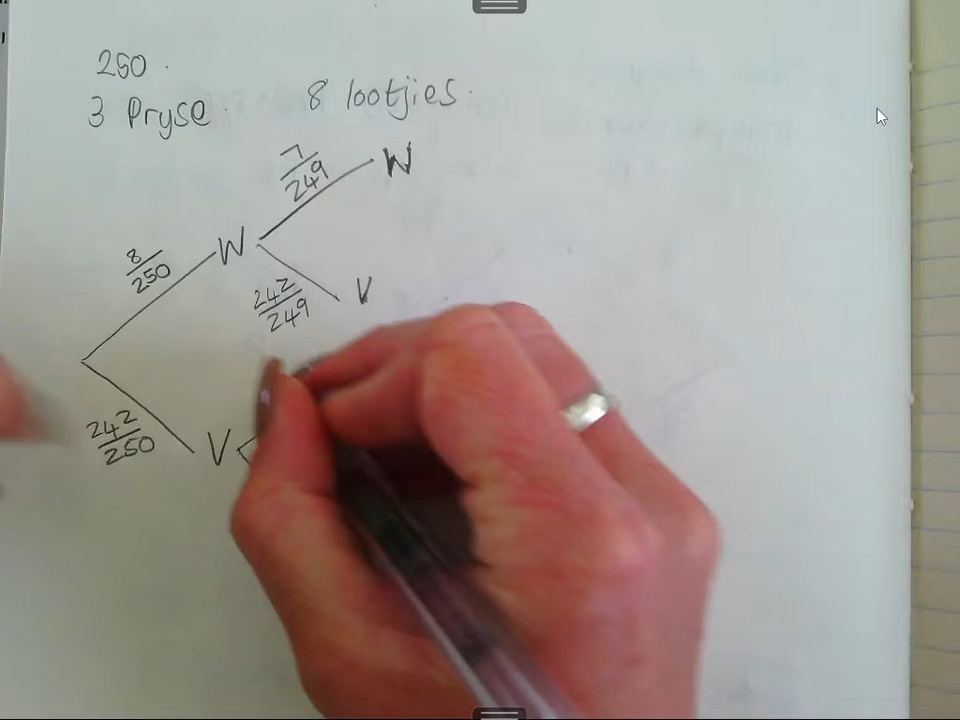 250.
3 Pryse. 8 lootjies.
7/249 W
8/250 W
242/249 V
242/250 V